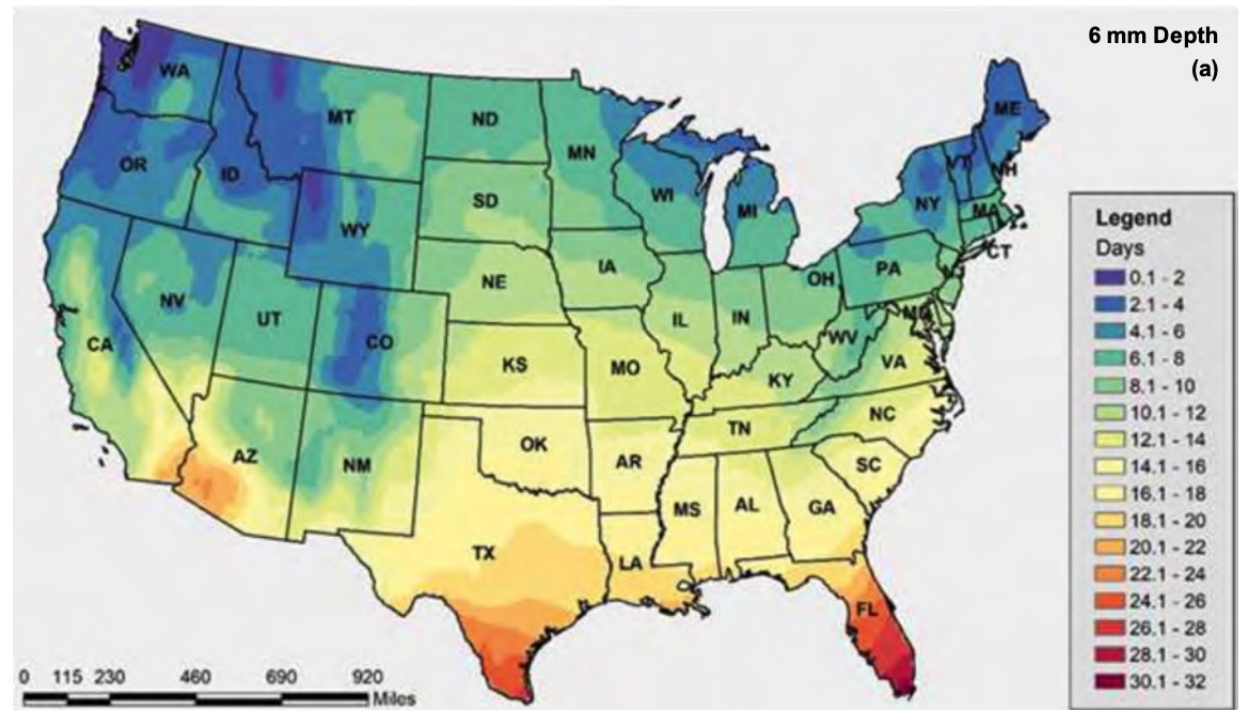 6 mm Depth
(a)
WA
MT
ND
MN
ME
OR
ID
VT
NH
WI
SD
MI
NY
MA
WY
CT
IA
OH
PA
NJ
NE
NV
UT
IL
IN
MD
CO
WV
CA
KS
MO
VA
KY
NC
TN
OK
AZ
NM
AR
SC
MS
AL
GA
TX
LA
FL
Legend
Days
0.1 - 2
2.1 - 4
4.1 - 6
6.1 - 8
8.1 - 10
10.1 - 12
12.1 - 14
14.1 - 16
16.1 - 18
18.1 - 20
20.1 - 22
22.1 - 24
24.1 - 26
26.1 - 28
28.1 - 30
30.1 - 32
0 115 230 460 690 920
Miles